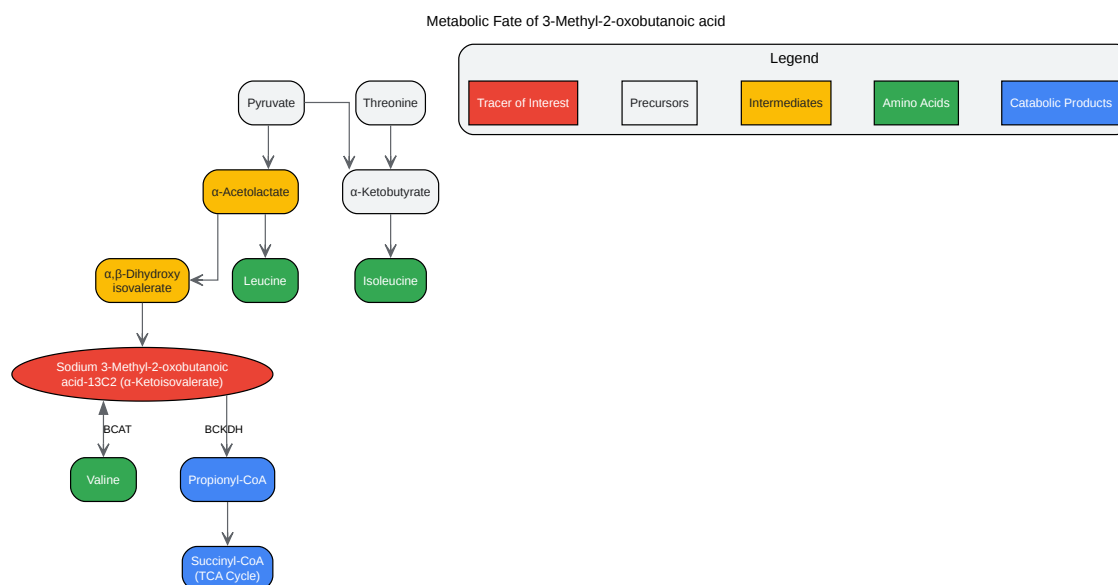 Metabolic Fate of 3-Methyl-2-oxobutanoic acid
Legend
Tracer of Interest
Precursors
Intermediates
Amino Acids
Catabolic Products
Pyruvate
Threonine
α-Acetolactate
α-Ketobutyrate
α,β-Dihydroxy
isovalerate
Leucine
Isoleucine
Sodium 3-Methyl-2-oxobutanoic
acid-13C2 (α-Ketoisovalerate)
BCAT
BCKDH
Valine
Propionyl-CoA
Succinyl-CoA
(TCA Cycle)